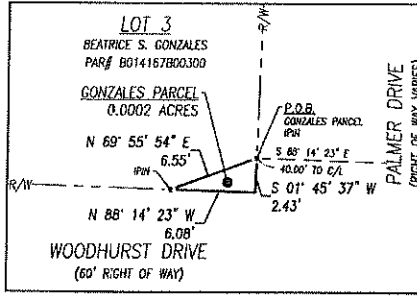 LOT 3
BEATRICE S. GONZALES
PAR# B014167B00300
R/W
GONZALES PARCEL
0.0002 ACRES
P.O.B.
GONZALES PARCEL
IPIN
N 69° 55' 54" E
6.55'
S 88° 14' 23" E
40.00' TO C/L
IPIN
R/W
S 01° 45' 37" W
2.43'
N 88° 14' 23" W
6.08'
WOODHURST DRIVE
(60' RIGHT OF WAY)
PALMER DRIVE
(RIGHT OF WAY VARIES)